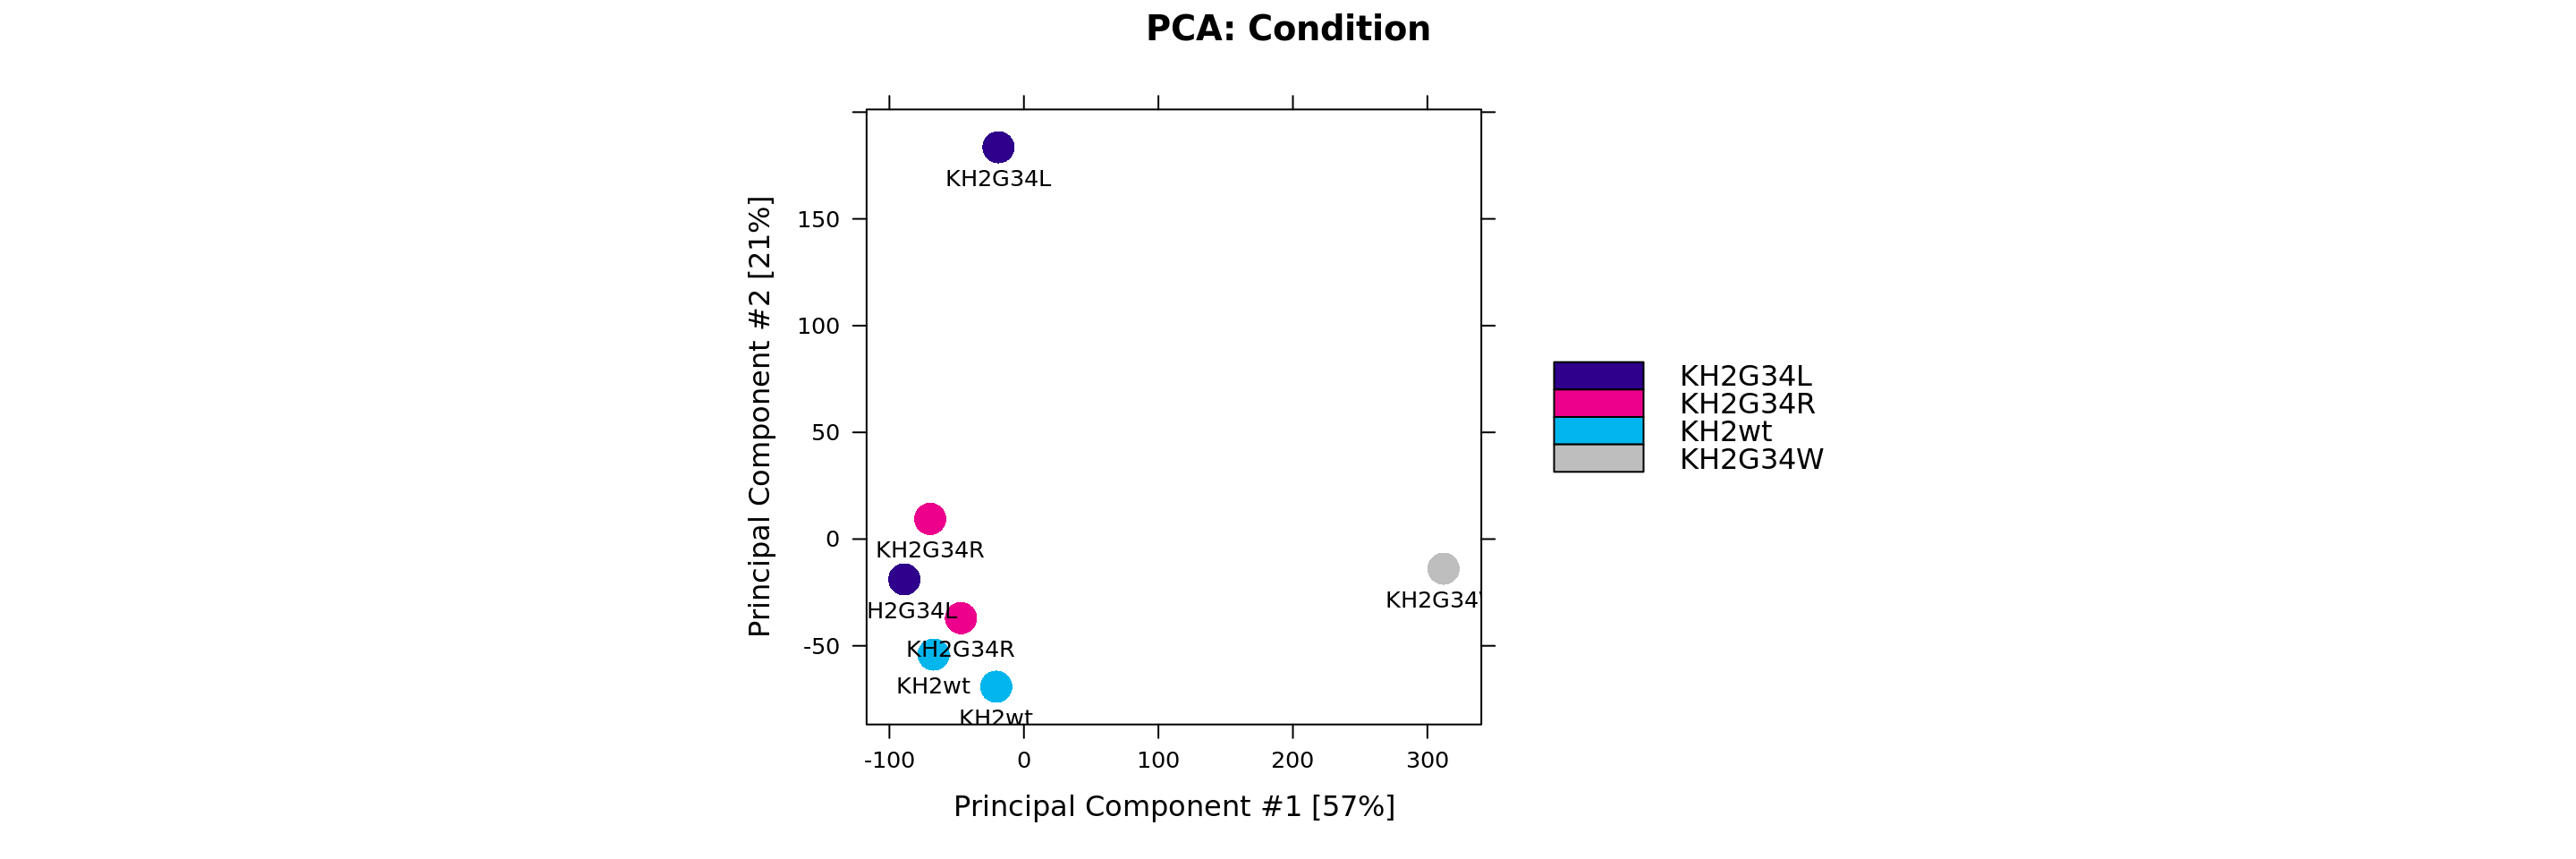 PCA: Condition
KH2G34L
150
100
50
0
-50
Principal Component #2 [21%]
KH2G34R
H2G34L
KH2G34R
KH2wt
KH2wt
KH2G34
-100 0 100 200 300
Principal Component #1 [57%]
KH2G34L
KH2G34R
KH2wt
KH2G34W